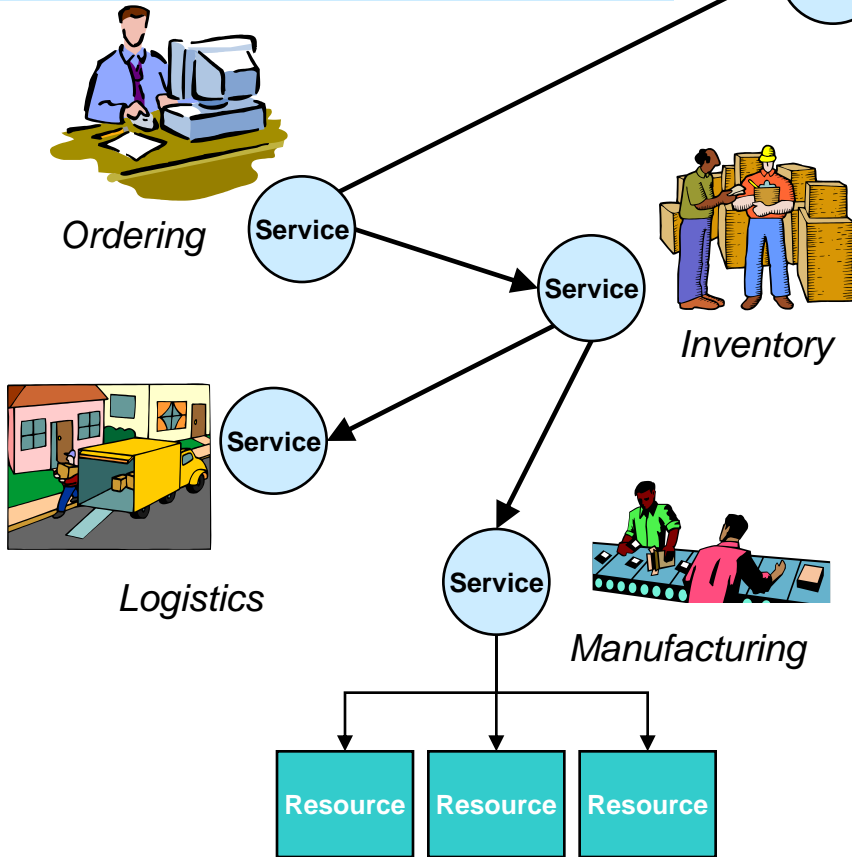 Ordering
Service
Service
Inventory
Service
Logistics
Service
Manufacturing
Resource
Resource
Resource